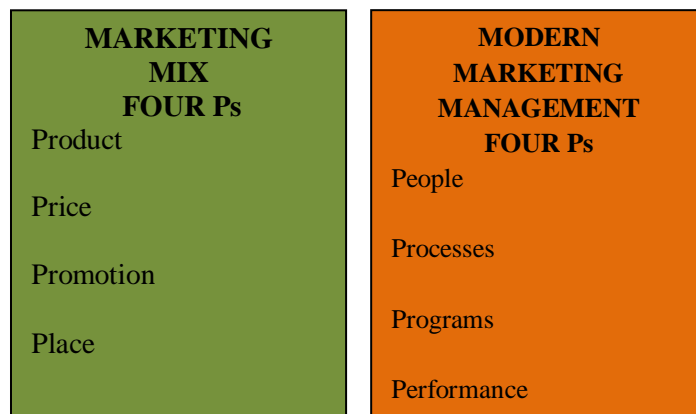 MARKETING
MIX
FOUR Ps
Product
Price
Promotion
Place
MODERN
MARKETING
MANAGEMENT
FOUR Ps
People
Processes
Programs
Performance